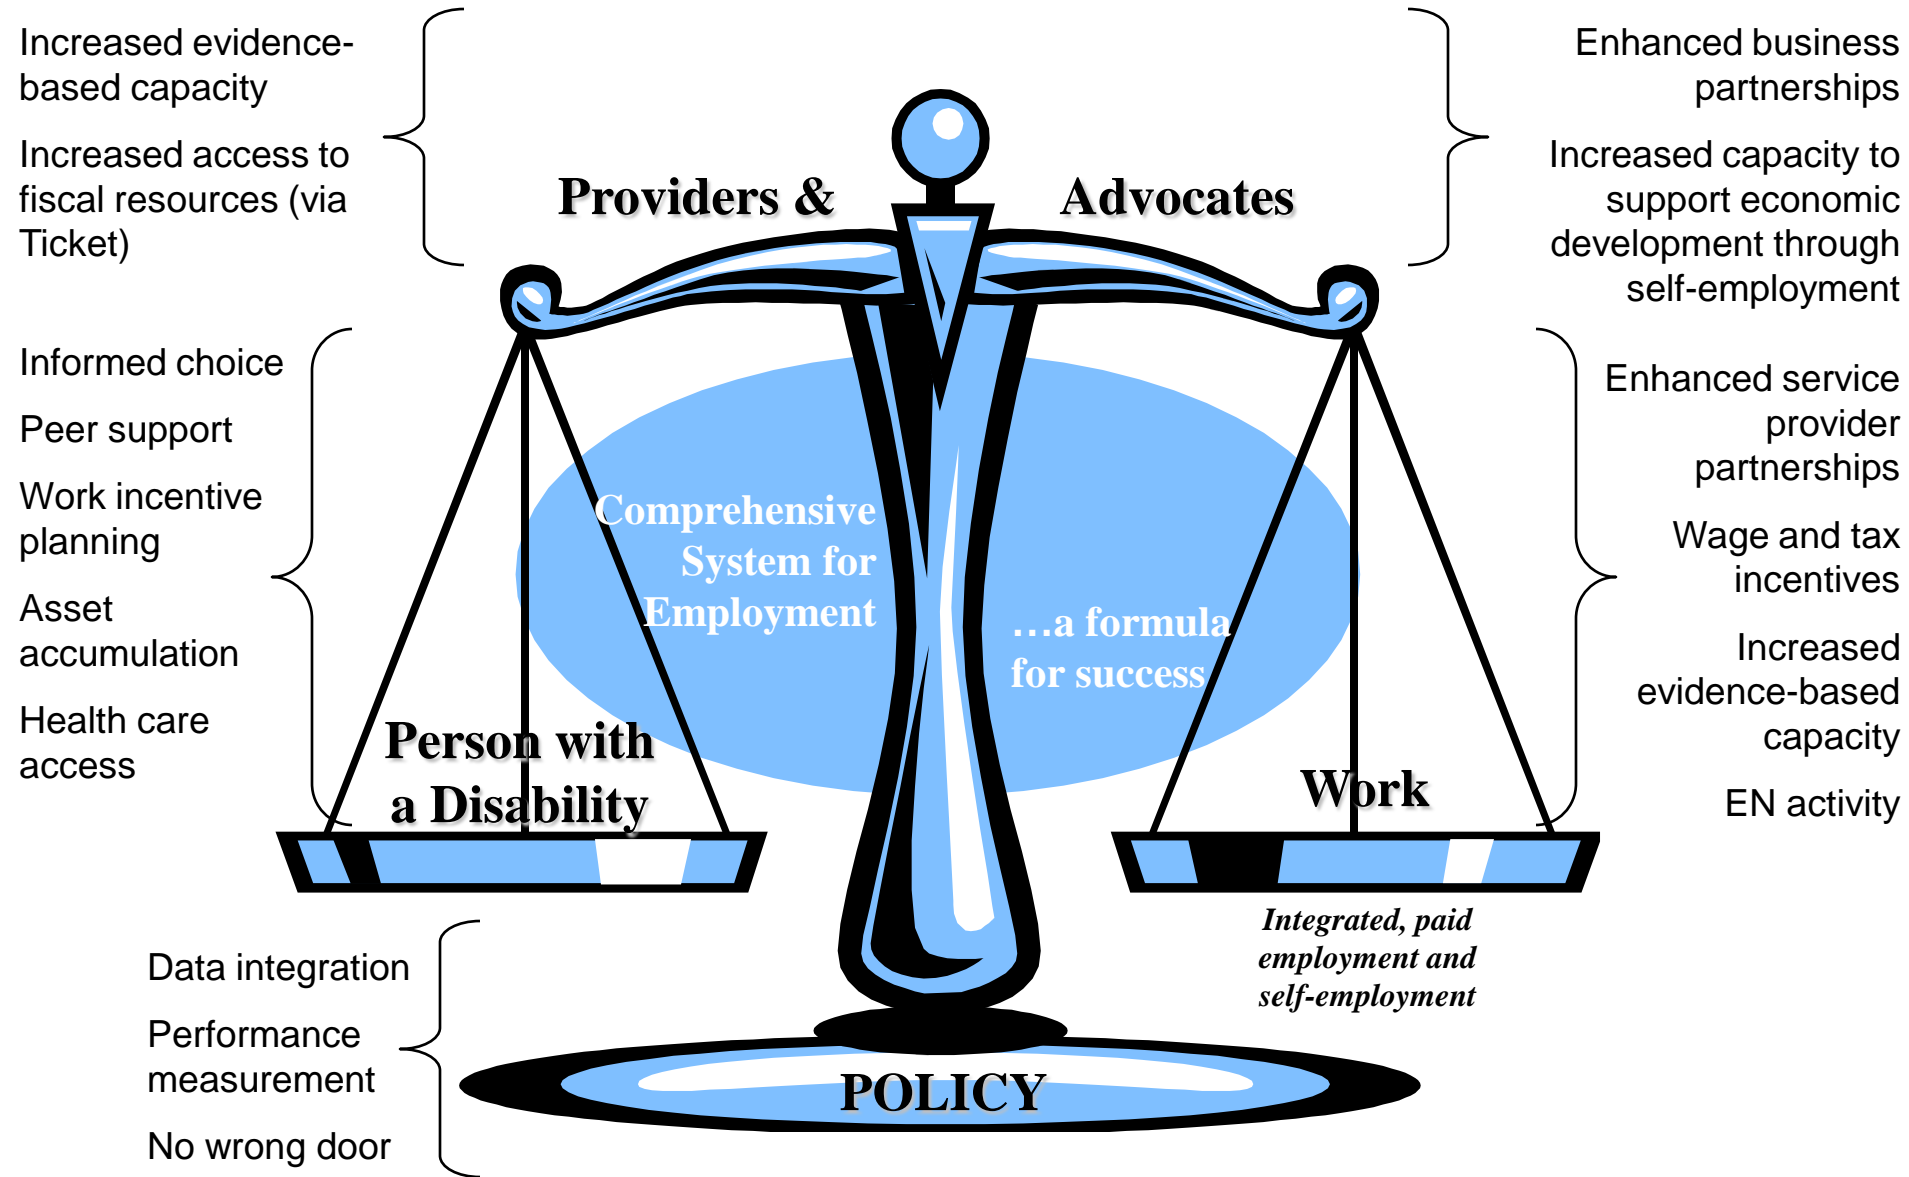 Increased evidence-
based capacity
Increased access to
fiscal resources (via
Ticket)
Enhanced business
partnerships
Increased capacity to
support economic
development through
self-employment
Providers &
Advocates
Informed choice
Peer support
Work incentive
planning
Asset
accumulation
Health care
access
Comprehensive
System for
Employment
…a formula
for success
Enhanced service
provider
partnerships
Wage and tax
incentives
Increased
evidence-based
capacity
EN activity
Person with
a Disability
Work
Integrated, paid
employment and
self-employment
Data integration
Performance
measurement
No wrong door
POLICY